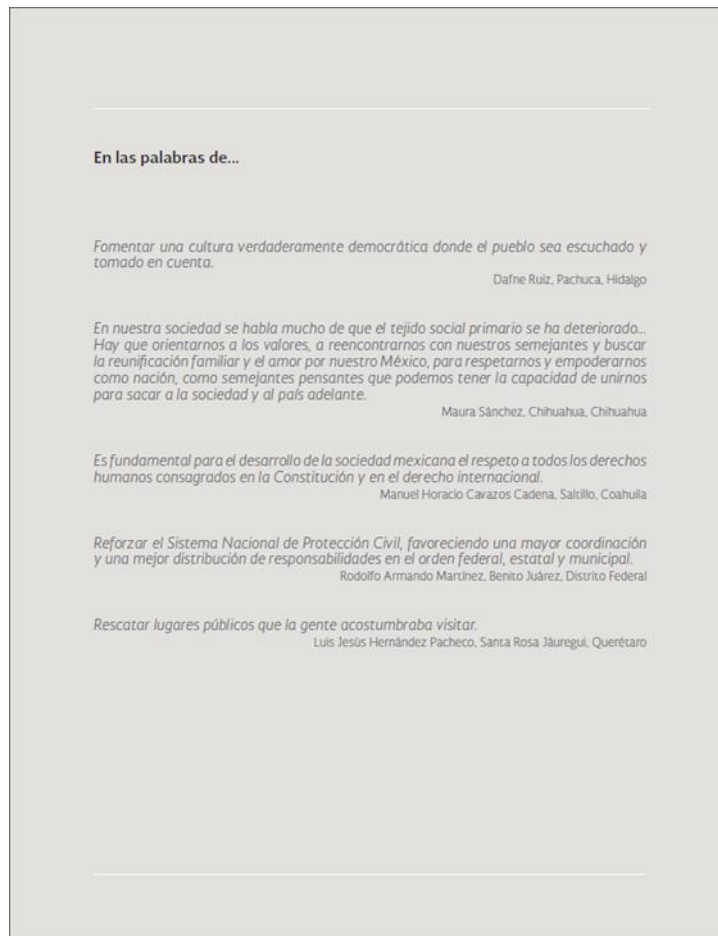 En las palabras de...
Fomentar una cultura verdaderamente democrática donde el pueblo sea escuchado y
tomado en cuenta.
Dafne Ruiz, Pachuca, Hidalgo
En nuestra sociedad se habla mucho de que el tejido social primario se ha deteriorado...
Hay que orientarnos a los valores, a reencontrarnos con nuestros semejantes y buscar
la reunificación familiar y el amor por nuestro México, para respetarnos y empoderarnos
como nación, como semejantes pensantes que podemos tener la capacidad de unirnos
para sacar a la sociedad y al país adelante.
Maura Sánchez, Chihuahua, Chihuahua
Es fundamental para el desarrollo de la sociedad mexicana el respeto a todos los derechos
humanos consagrados en la Constitución y en el derecho internacional.
Manuel Horacio Cavazos Cadena, Saltillo, Coahuila
Reforzar el Sistema Nacional de Protección Civil, favoreciendo una mayor coordinación
y una mejor distribución de responsabilidades en el orden federal, estatal y municipal.
Rodolfo Armando Martínez, Benito Juárez, Distrito Federal
Rescatar lugares públicos que la gente acostumbraba visitar.
Luis Jesús Hernández Pacheco, Santa Rosa Jáuregui, Querétaro